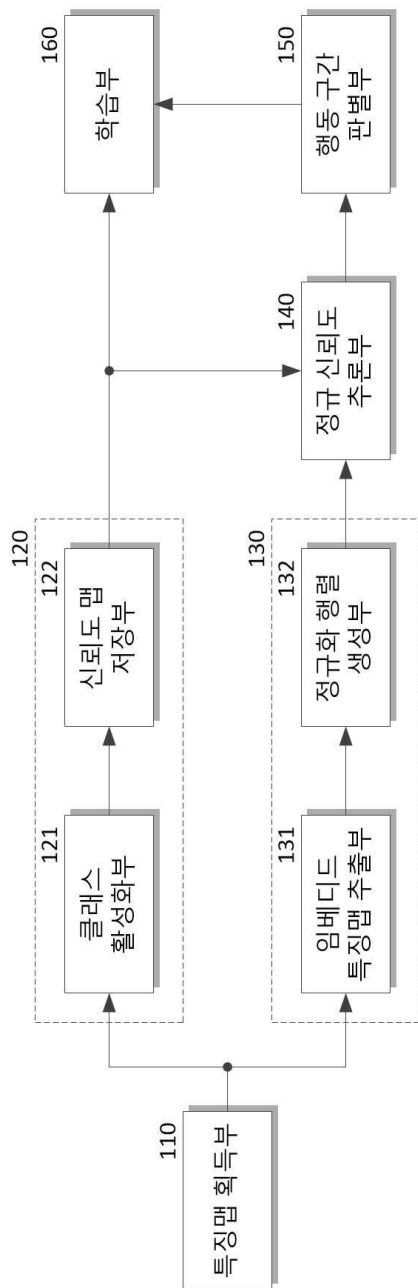 110
특징맵 획득부
120
121
클래스
활성화부
122
신뢰도 맵
저장부
130
131
임베디드
특징맵 추출부
132
정규화 행렬
생성부
140
정규 신뢰도
추론부
150
행동 구간
판별부
160
학습부